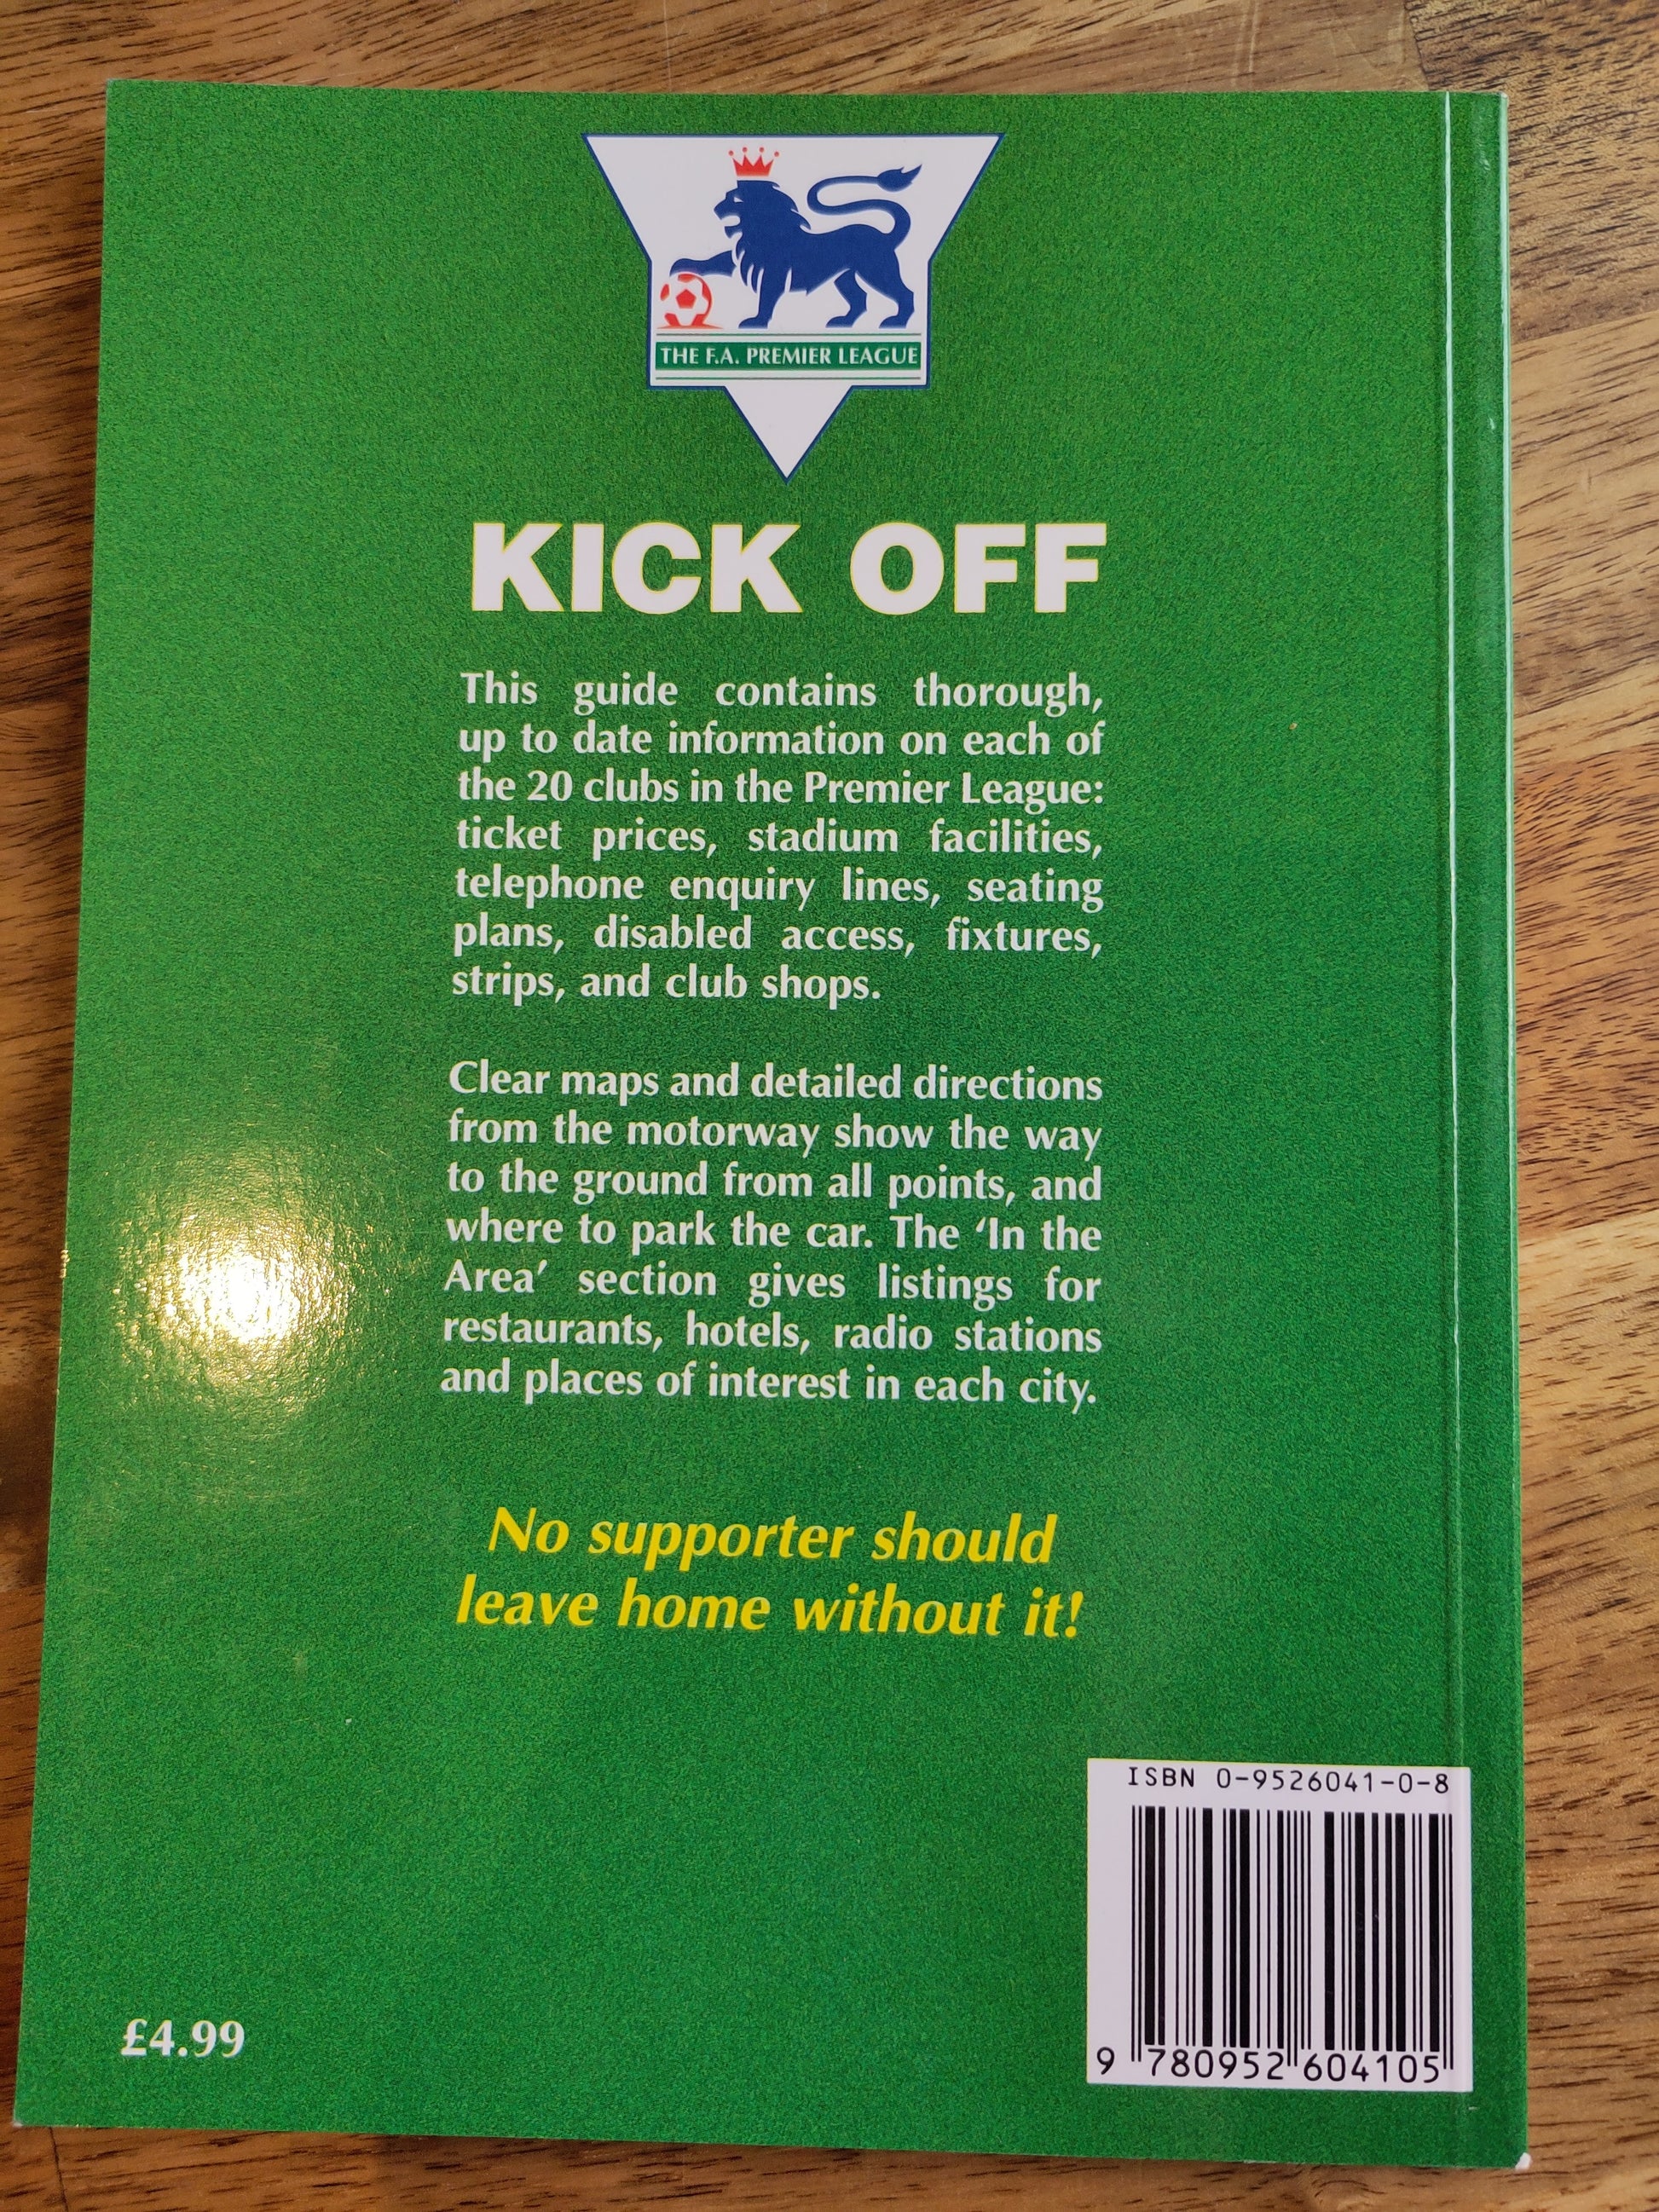 THE F.A. PREMIER LEAGUE
KICK OFF
This guide contains thorough,
up to date information on each of
the 20 clubs in the Premier League:
ticket prices, stadium facilities,
telephone enquiry lines, seating
plans, disabled access, fixtures,
strips, and club shops.
Clear maps and detailed directions
from the motorway show the way
to the ground from all points, and
where to park the car. The ‘In the
Area’ section gives listings for
restaurants, hotels, radio stations
and places of interest in each city.
No supporter should
leave home without it!
ISBN 0-9526041-0-8
9 780952 604105
£4.99